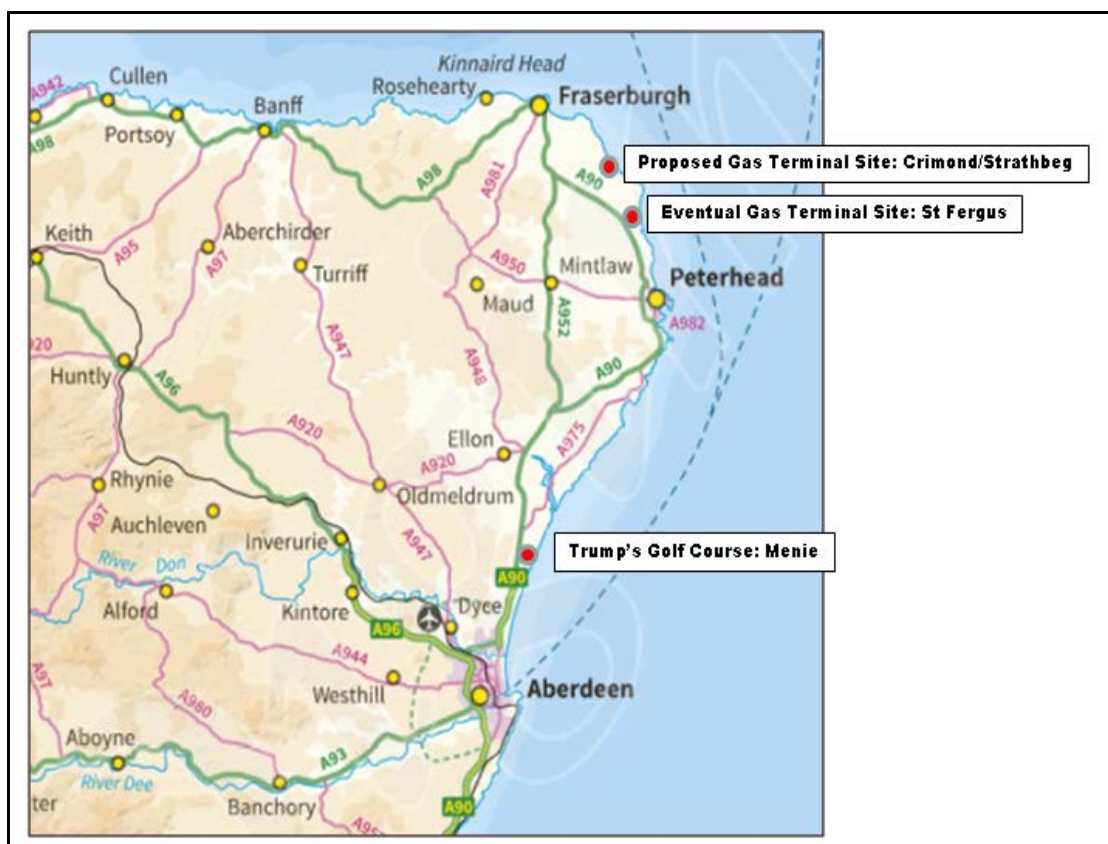 Kinnaird Head
A942
Cullen
Rosehearty
Fraserburgh
Banff
Portsoy
A98
A98
A981
A90
Proposed Gas Terminal Site: Crimond/Strathbeg
Eventual Gas Terminal Site: St Fergus
Keith
A95
Aberchirder
A97
Turriff
A950
Mintlaw
Maud
Peterhead
A952
A982
A947
A948
A90
920
Huntly
A96
A920
Ellon
A920
A975
Rhynie
Oldmeldrum
A97
Auchleven
Inverurie
A947
Trump's Golf Course: Menie
River Don
A90
Alford
Kintore
Dyce
A96
A944
A97
Westhill
Aberdeen
A980
Aboyne
A93
River Dee
Banchory
A90
ter